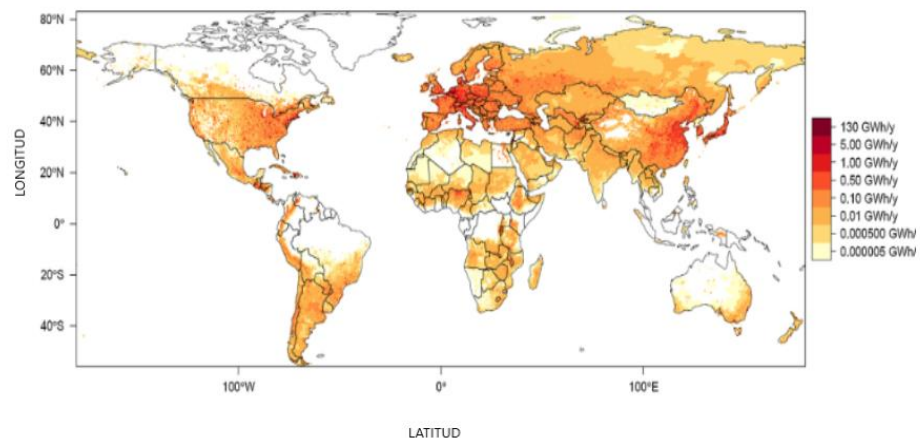 80°N
60°N
40°N
20°N
0°
20°S
40°S
LONGITUD
100°W
0°
100°E
LATITUD
130 GWh/y
5.00 GWh/y
1.00 GWh/y
0.50 GWh/y
0.10 GWh/y
0.01 GWh/y
0.000500 GWh/
0.000005 GWh/